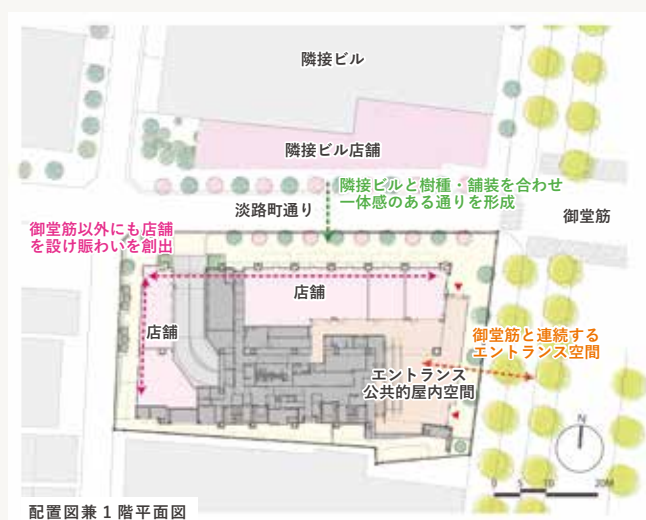 隣接ビル
隣接ビル店舗
隣接ビルと樹種・舗装を合わせ
一体感のある通りを形成
淡路町通り
御堂筋
御堂筋以外にも店舗
を設け賑わいを創出
店舗
店舗
御堂筋と連続する
エントランス空間
エントランス
公共的屋内空間
N
0 5 10 20M
配置図兼1階平面図